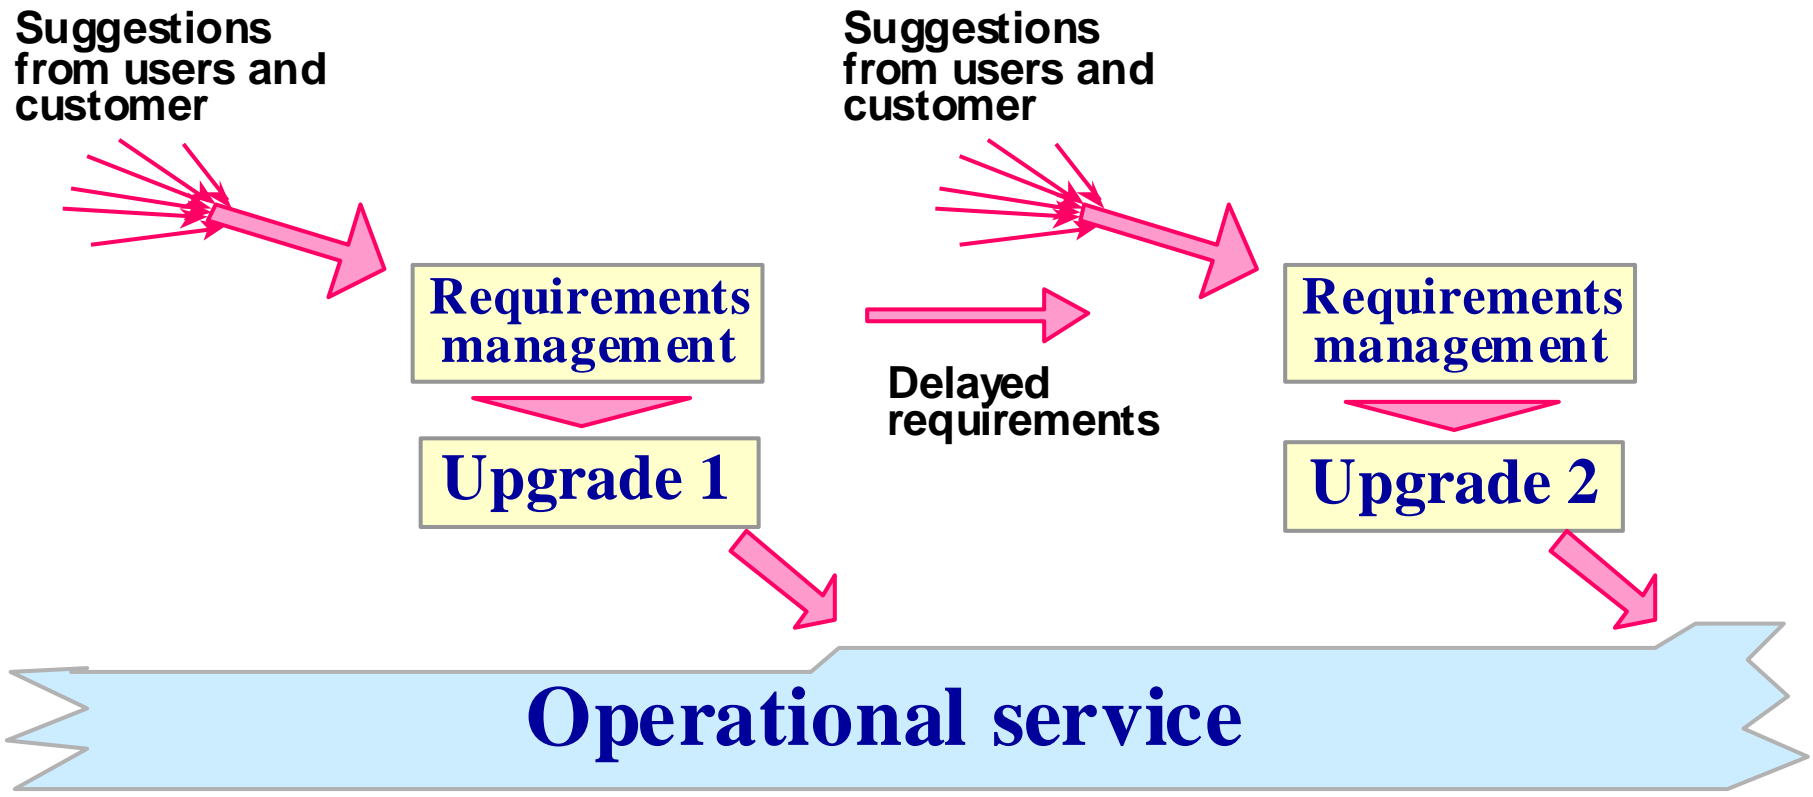 Suggestions
from users and
customer
Suggestions
from users and
customer
Requirements
management
Delayed
requirements
Requirements
management
Upgrade 1
Upgrade 2
Operational service